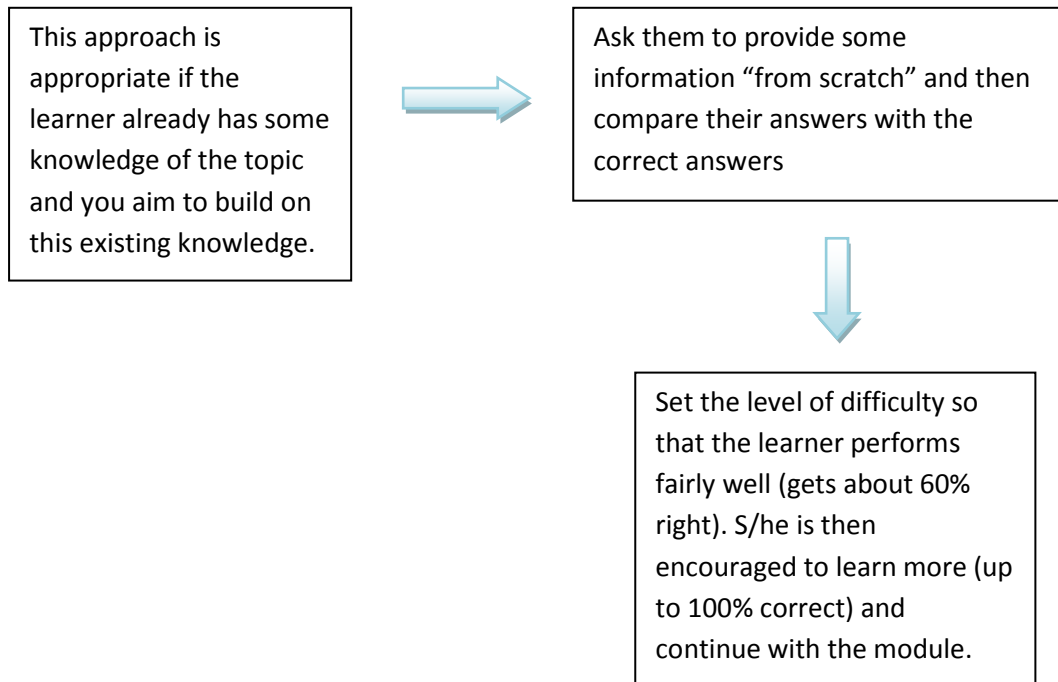 This approach is
appropriate if the
learner already has some
knowledge of the topic
and you aim to build on
this existing knowledge.
Ask them to provide some
information “from scratch” and then
compare their answers with the
correct answers
Set the level of difficulty so
that the learner performs
fairly well (gets about 60%
right). S/he is then
encouraged to learn more (up
to 100% correct) and
continue with the module.